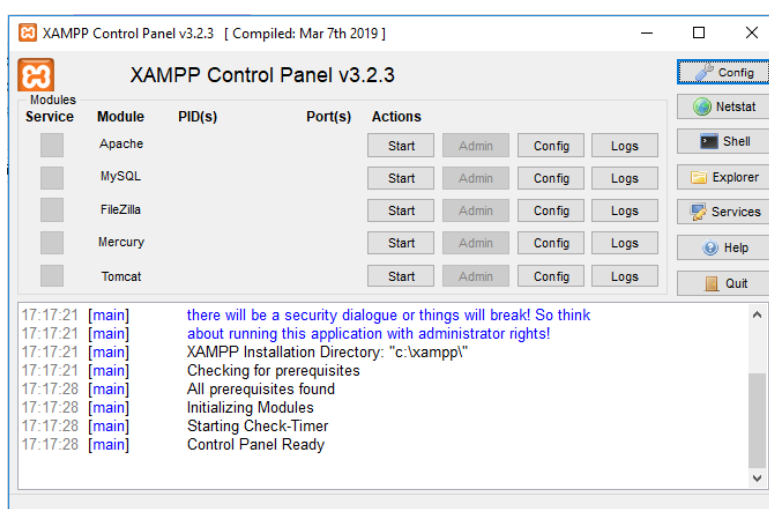 XAMPP Control Panel v3.2.3 [ Compiled: Mar 7th 2019 ]
XAMPP Control Panel v3.2.3
Config
Netstat
Shell
Explorer
Services
Help
Quit
Modules
Service Module PID(s) Port(s) Actions
Apache Start Admin Config Logs
MySQL Start Admin Config Logs
FileZilla Start Admin Config Logs
Mercury Start Admin Config Logs
Tomcat Start Admin Config Logs
17:17:21 [main] there will be a security dialogue or things will break! So think
17:17:21 [main] about running this application with administrator rights!
17:17:21 [main] XAMPP Installation Directory: "c:\xampp\"
17:17:21 [main] Checking for prerequisites
17:17:28 [main] All prerequisites found
17:17:28 [main] Initializing Modules
17:17:28 [main] Starting Check-Timer
17:17:28 [main] Control Panel Ready